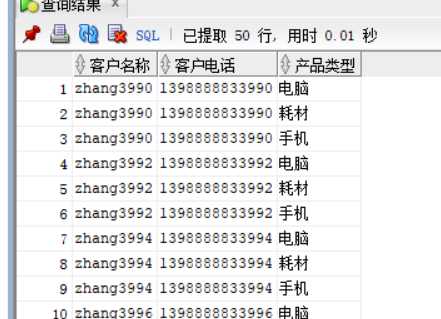 查询结果 ×
SQL | 已提取 50 行, 用时 0.01 秒
客户名称 客户电话 产品类型
1 zhang3990 1398888833990 电脑
2 zhang3990 1398888833990 耗材
3 zhang3990 1398888833990 手机
4 zhang3992 1398888833992 电脑
5 zhang3992 1398888833992 耗材
6 zhang3992 1398888833992 手机
7 zhang3994 1398888833994 电脑
8 zhang3994 1398888833994 耗材
9 zhang3994 1398888833994 手机
10 zhang3996 1398888833996 电脑